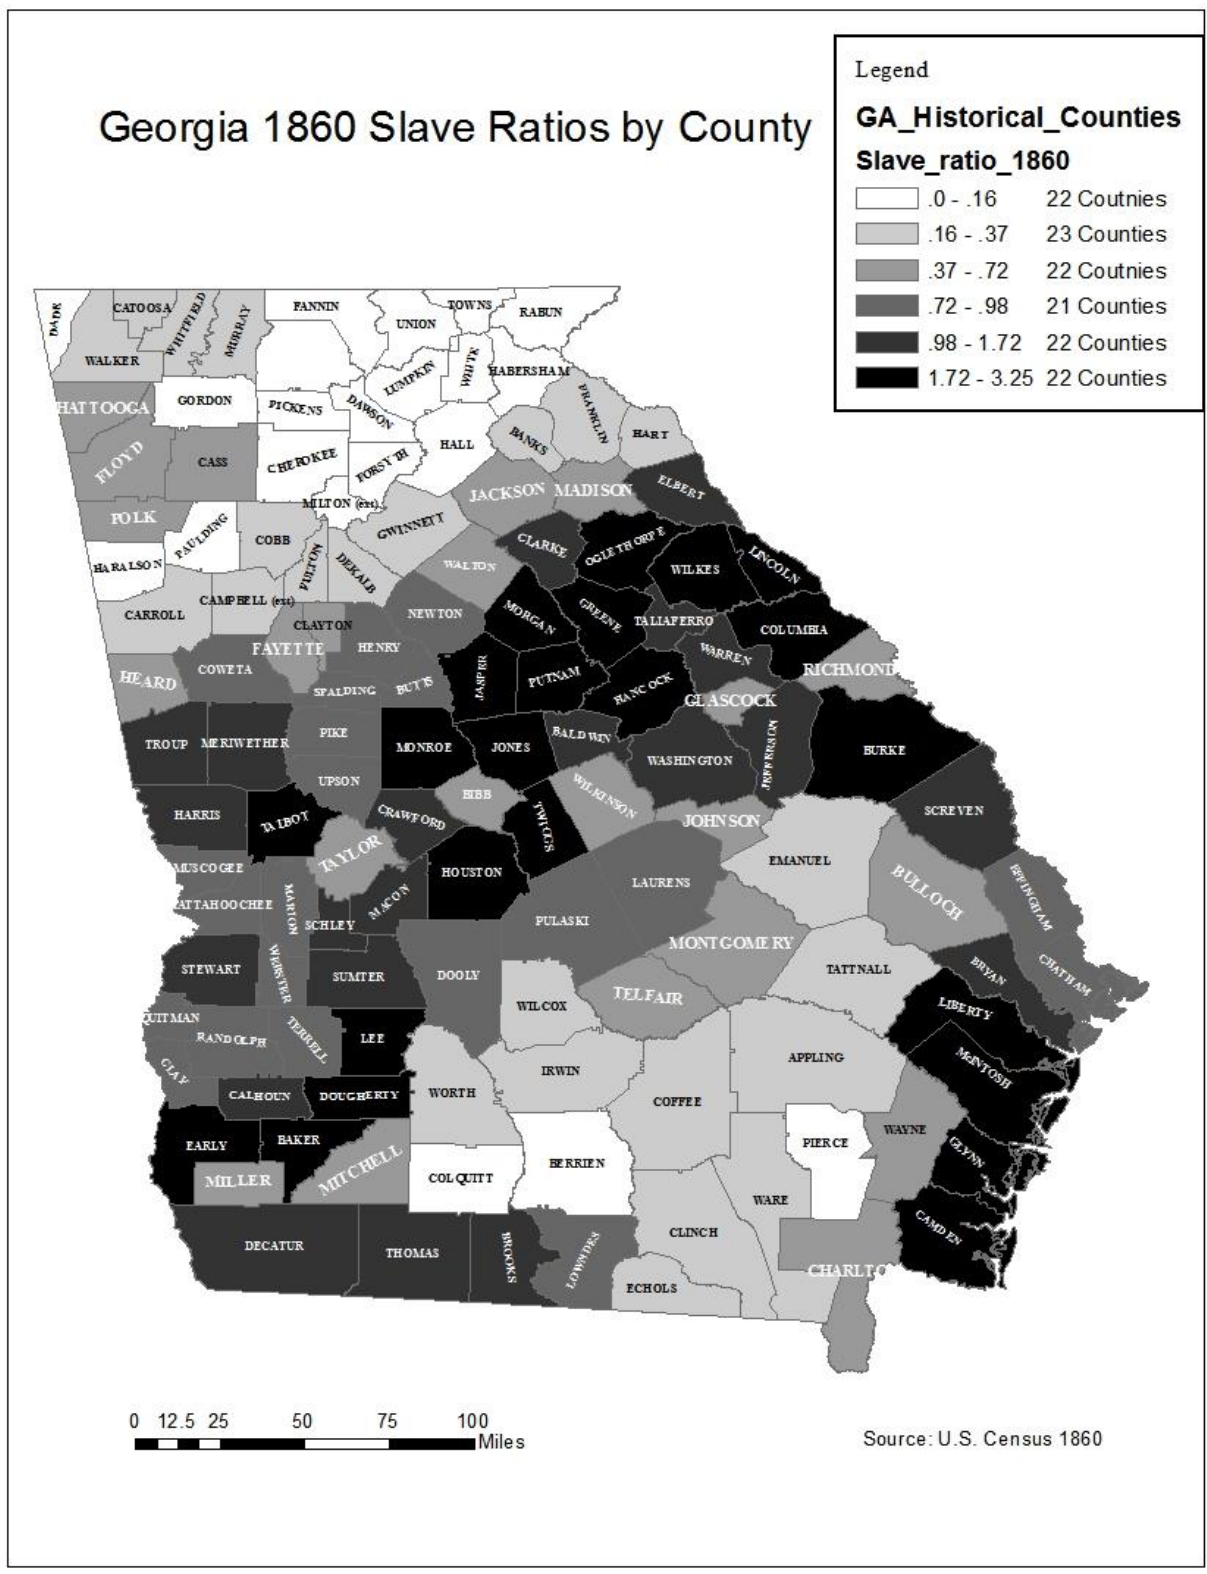 Legend
Georgia 1860 Slave Ratios by County
GA_Historical_Counties
Slave_ratio_1860
.0 - .16 22 Coutnies
.16 - .37 23 Counties
.37 - .72 22 Coutnies
.72 - .98 21 Counties
.98 - 1.72 22 Counties
1.72 - 3.25 22 Counties
DADE
CATOOSA
WHITFIELD
MURRAY
FANNIN
UNION
TOWNS
RABUN
WALKER
LUMPKIN
WHITE
HABERSHAM
HATTOOGA
GORDON
PICKENS
DAWSON
FRANKLIN
HALL
BANKS
HART
FLOYD
CASS
CHEROKEE
FORSYTH
JACKSON
MADISON
ELBERT
MILTON (ext)
POLK
PAULDING
COBB
GWINNETT
CLARKE
OGLETHORPE
WILKES
LINCOLN
HARALSON
FULTON
DEKALB
WALTON
CARROLL
CAMPBELL (ext)
NEWTON
MORGAN
GREENE
TALIAFERRO
COLUMBIA
CLAYTON
FAYETTE
HENRY
WARREN
RICHMOND
HEARD
COWETA
SPALDING
BUTTS
JASPER
PUTNAM
HANCOCK
GLASCOCK
TROUP
MERIWETHER
PIKE
MONROE
JONES
BALDWIN
WASHINGTON
JEFFERSON
BURKE
UPSON
BIBB
WILKINSON
HARRIS
TALBOT
CRAWFORD
TWIGGS
JOHNSON
SCREVEN
TAYLOR
MUSCOGEE
HOUSTON
LAURENS
EMANUEL
BULLOCH
EFFINGHAM
ATTAHOOCHEE
MARION
SCHLEY
MACON
PULASKI
MONTGOMERY
STEWART
WEBSTER
SUMTER
DOOLY
TATTNALL
BRYAN
CHATHAM
WILCOX
TELFAIR
LIBERTY
QUITMAN
RANDOLPH
TERRELL
LEE
CLAY
IRWIN
APPLING
McINTOSH
CALHOUN
DOUGHERTY
WORTH
COFFEE
EARLY
BAKER
PIERCE
WAYNE
GLYNN
MILLER
MITCHELL
COLQUITT
BERRIEN
WARE
CAMDEN
DECATUR
THOMAS
BROOKS
LOWNDES
CLINCH
CHARLTO
ECHOLS
0 12.5 25 50 75 100
Miles
Source: U.S. Census 1860